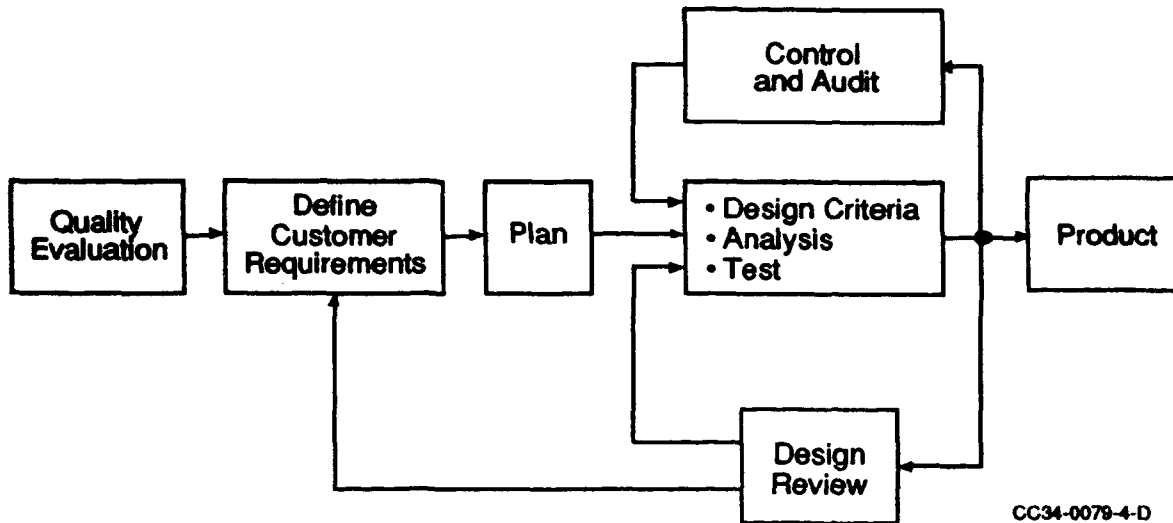 Control
and Audit
Quality
Evaluation
Define
Customer
Requirements
Plan
• Design Criteria
• Analysis
• Test
Product
Design
Review
CC34-0079-4-D